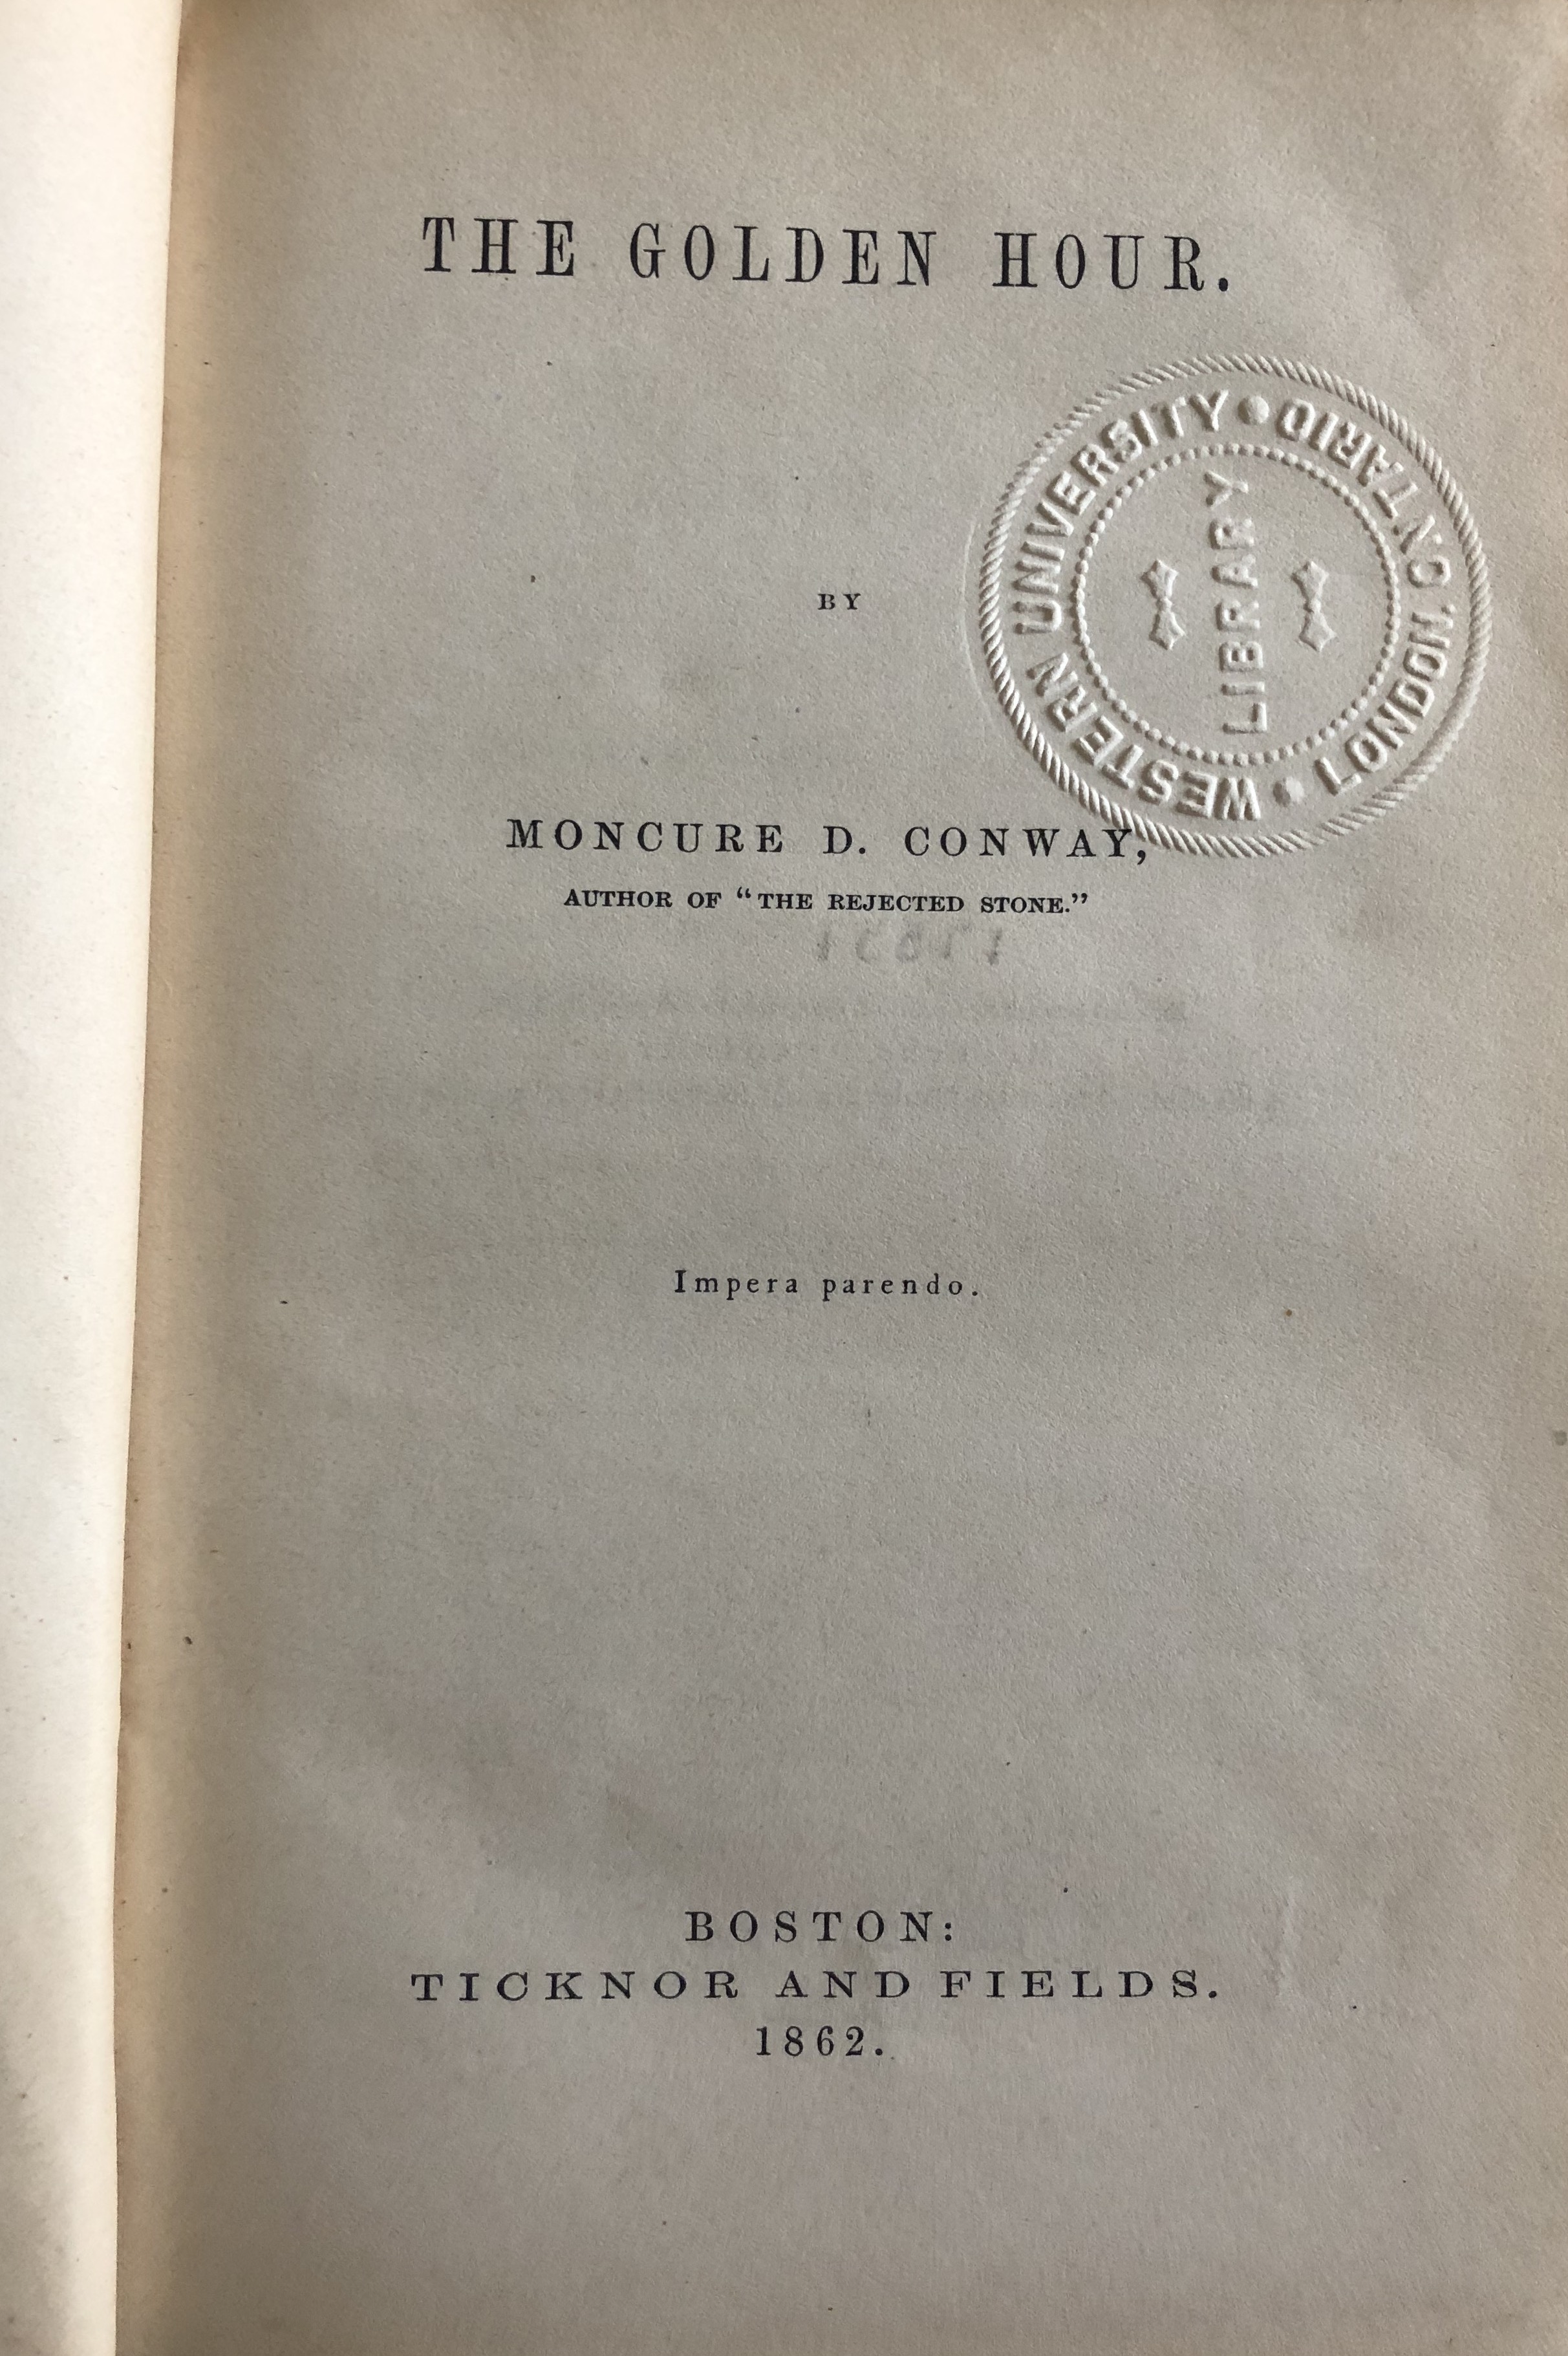 THE GOLDEN HOUR.
WESTERN UNIVERSITY • LONDON, ONTARIO •
LIBRARY
BY
MONCURE D. CONWAY,
AUTHOR OF “THE REJECTED STONE.”
Impera parendo.
BOSTON:
TICKNOR AND FIELDS.
1862.